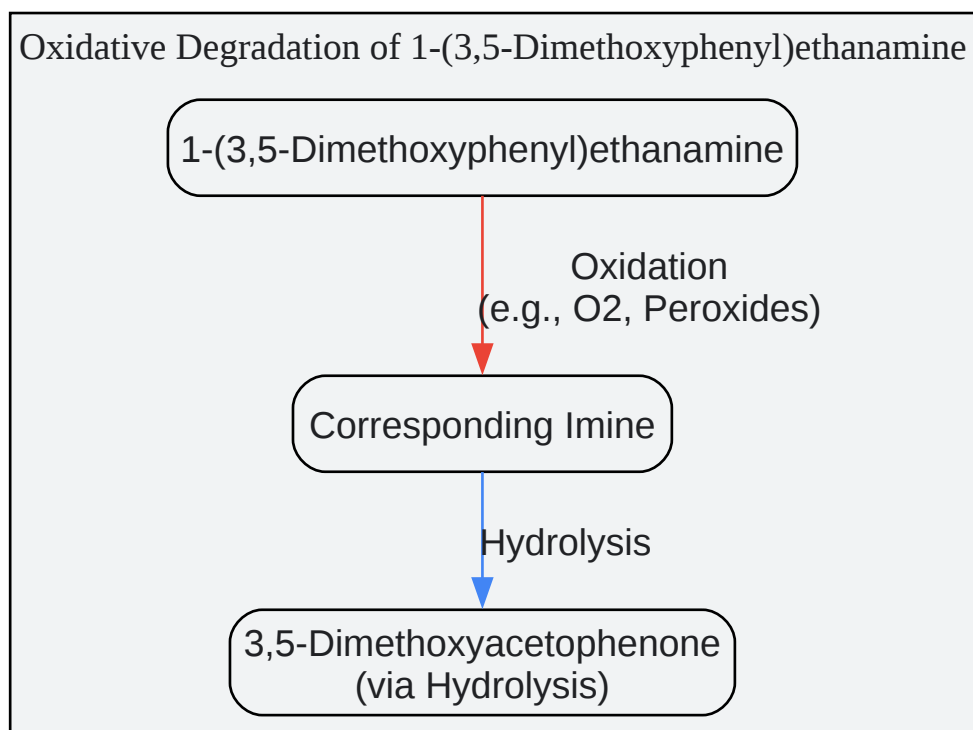 Oxidative Degradation of 1-(3,5-Dimethoxyphenyl)ethanamine
1-(3,5-Dimethoxyphenyl)ethanamine
Oxidation
(e.g., O2, Peroxides)
Corresponding Imine
Hydrolysis
3,5-Dimethoxyacetophenone
(via Hydrolysis)